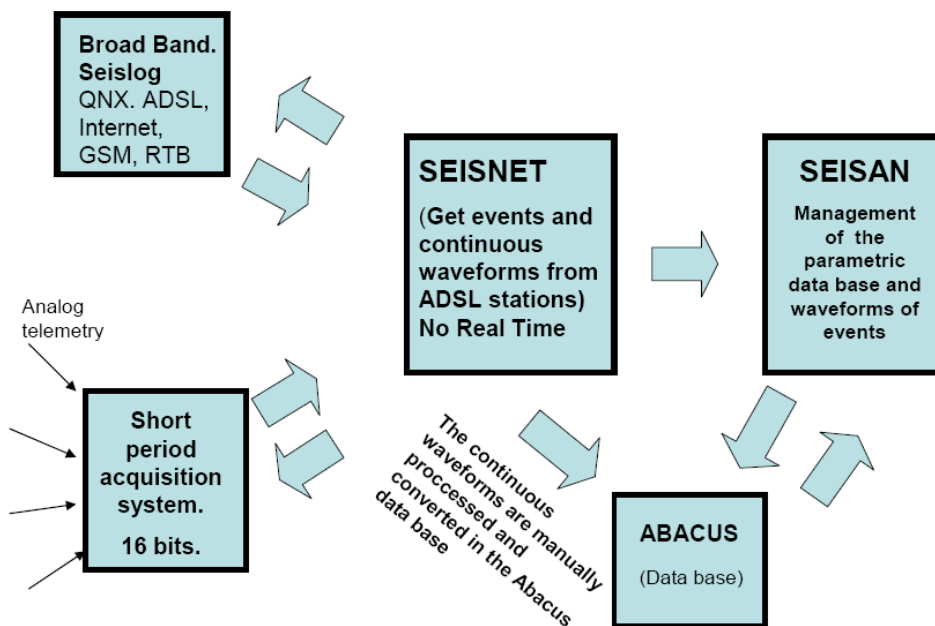 Broad Band.
Seislog
QNX. ADSL,
Internet,
GSM, RTB
SEISNET
(Get events and
continuous
waveforms from
ADSL stations)
No Real Time
SEISAN
Management
of the
parametric
data base and
waveforms of
events
Analog
telemetry
Short
period
acquisition
system.
16 bits.
The continuous
waveforms are manually
proccessed and
converted in the Abacus
data base
ABACUS
(Data base)